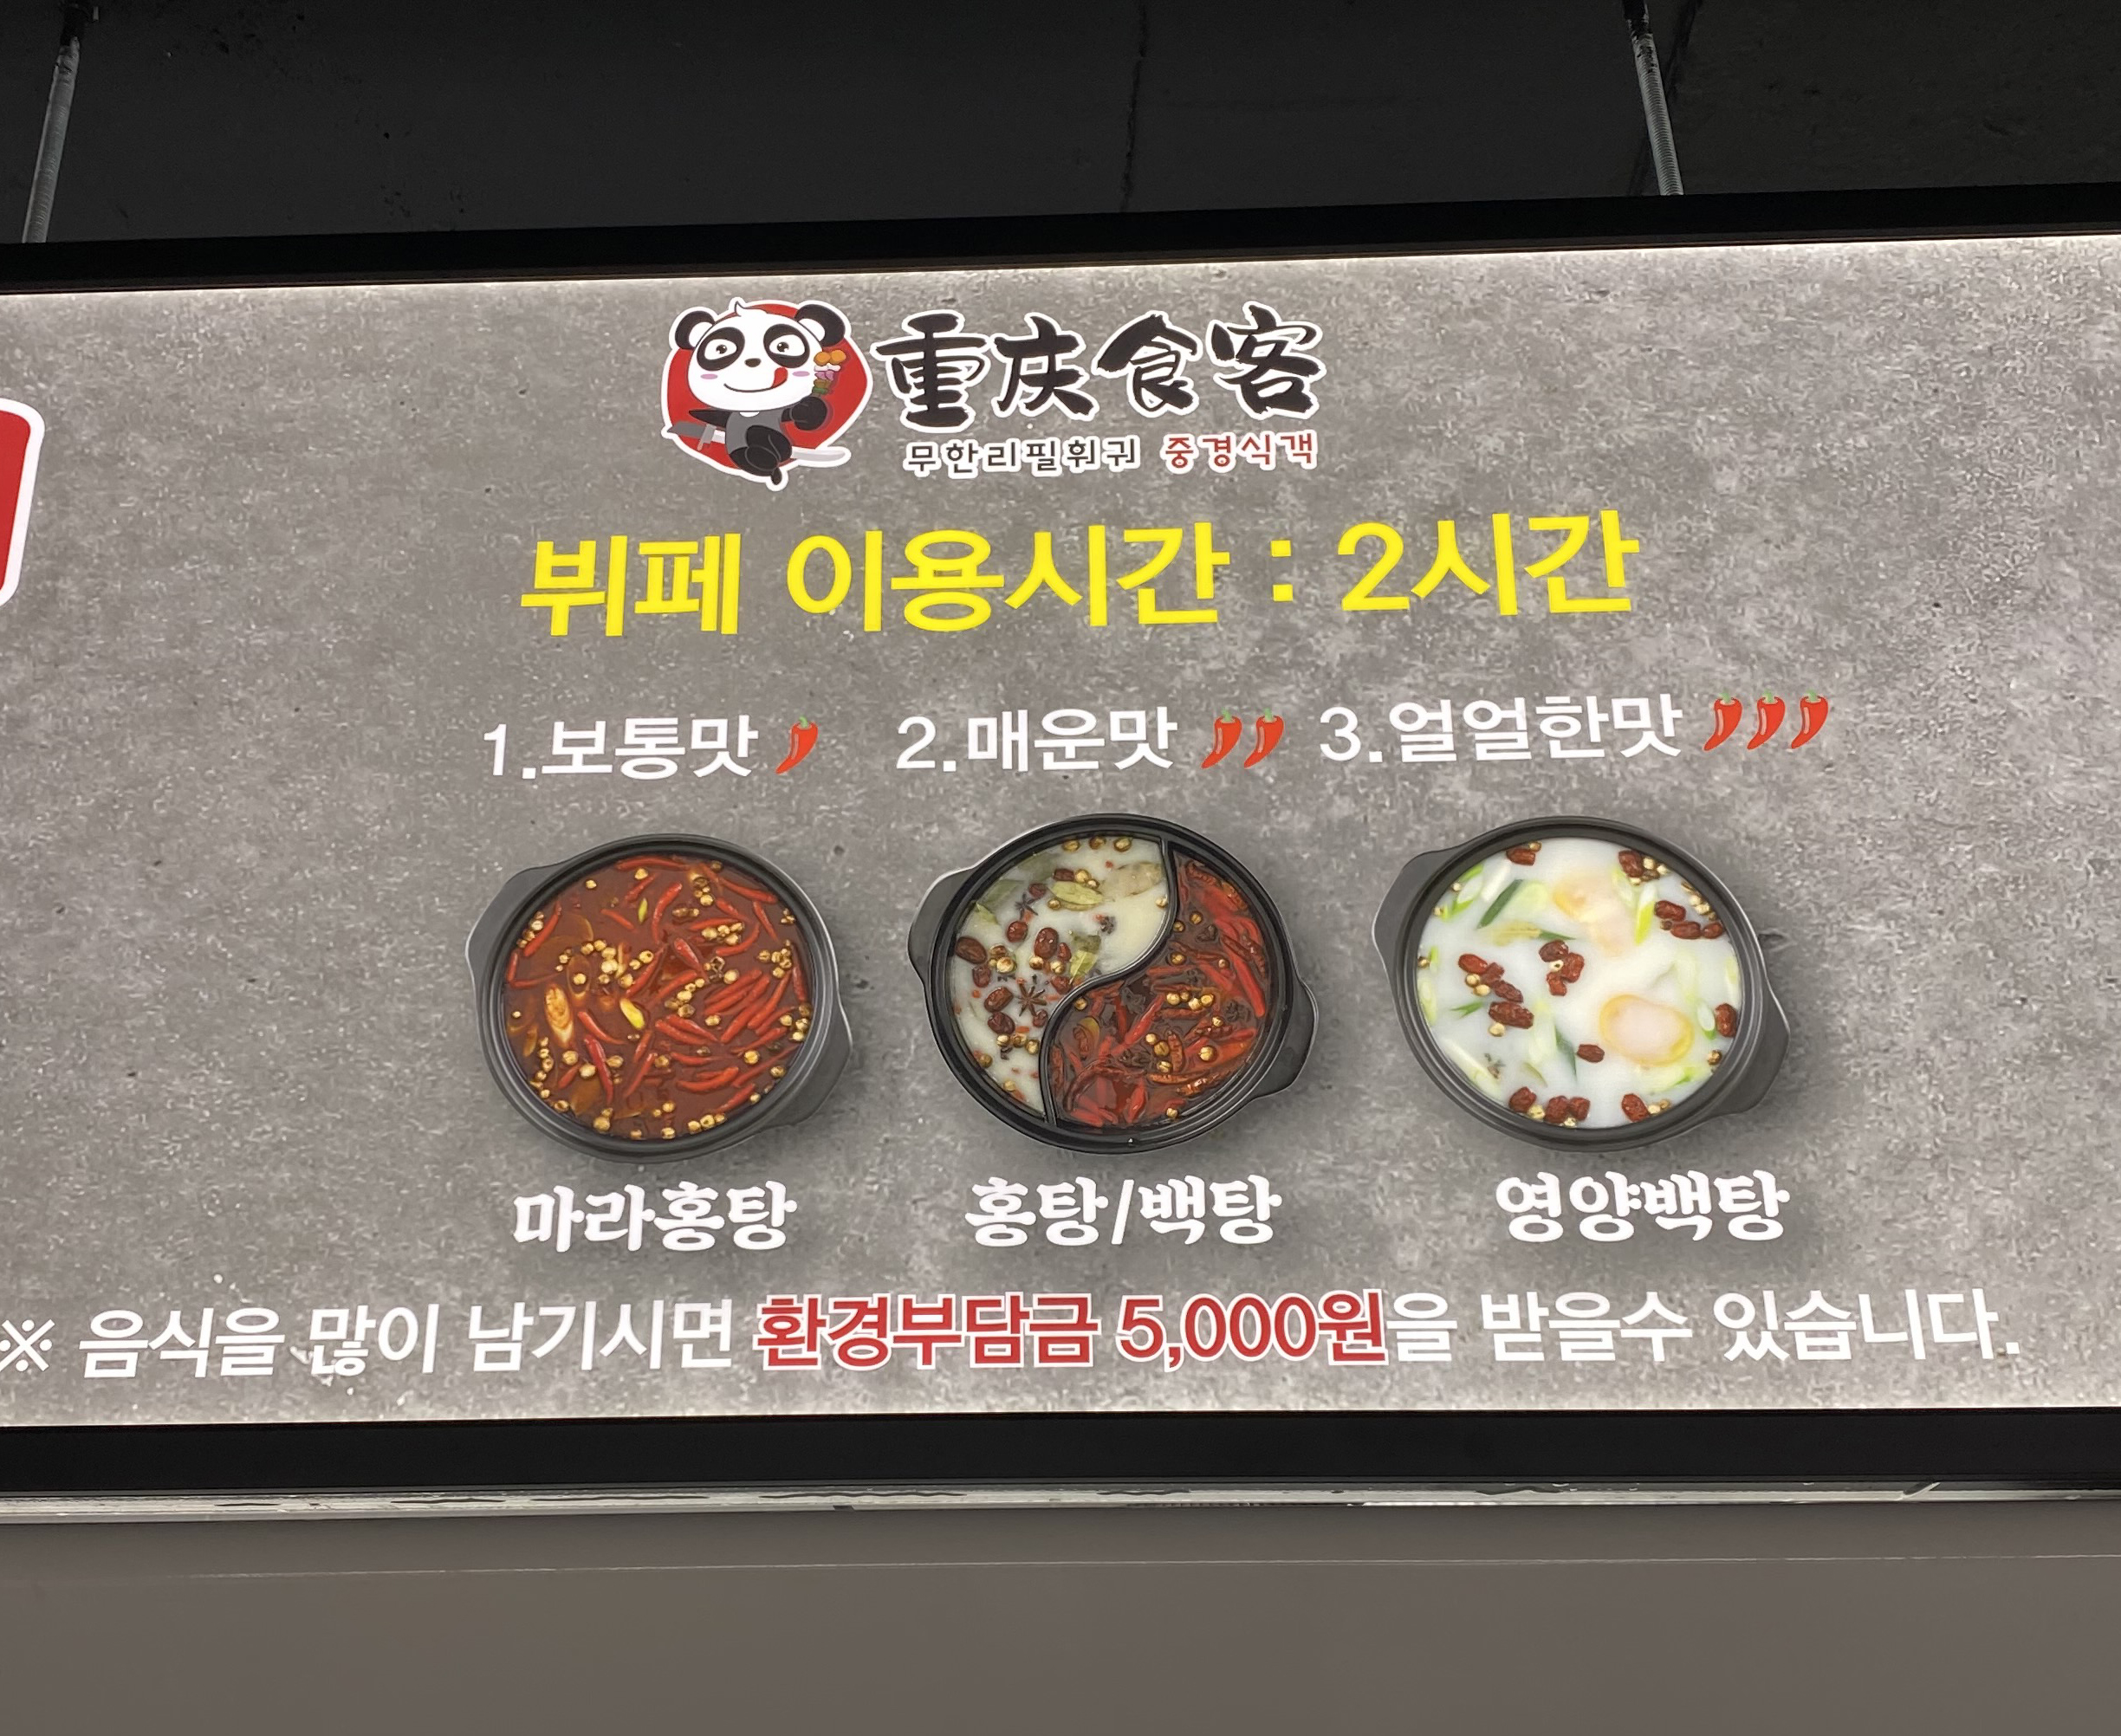 重庆食客
무한리필훠궈 중경식객
뷔페 이용시간 : 2시간
1.보통맛 2.매운맛 3.얼얼한맛
마라홍탕 홍탕/백탕 영양백탕
※ 음식을 많이 남기시면 환경부담금 5,000원을 받을수 있습니다.